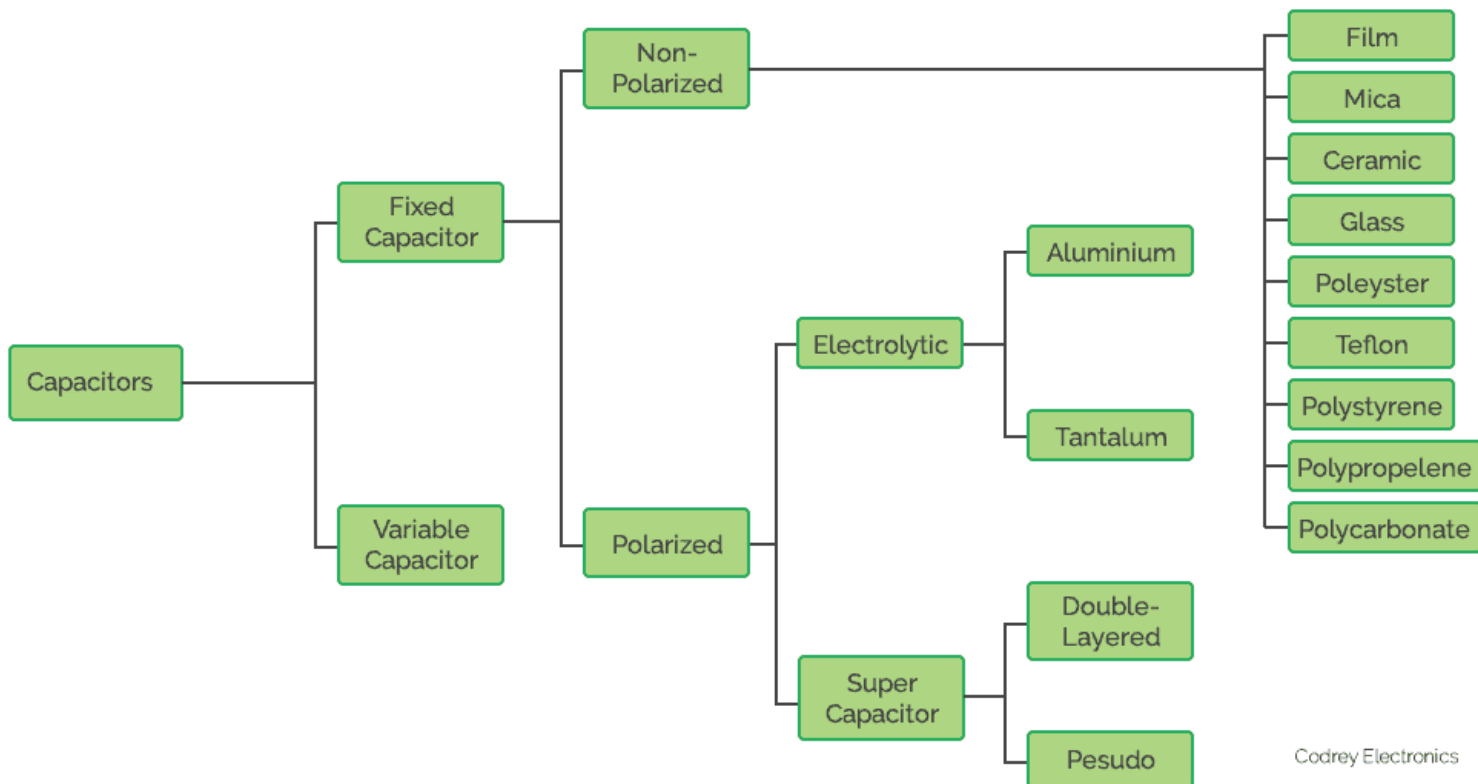 Capacitors
Fixed
Capacitor
Variable
Capacitor
Non-
Polarized
Polarized
Electrolytic
Super
Capacitor
Aluminium
Tantalum
Double-
Layered
Pesudo
Film
Mica
Ceramic
Glass
Poleyster
Teflon
Polystyrene
Polypropelene
Polycarbonate
Codrey Electronics